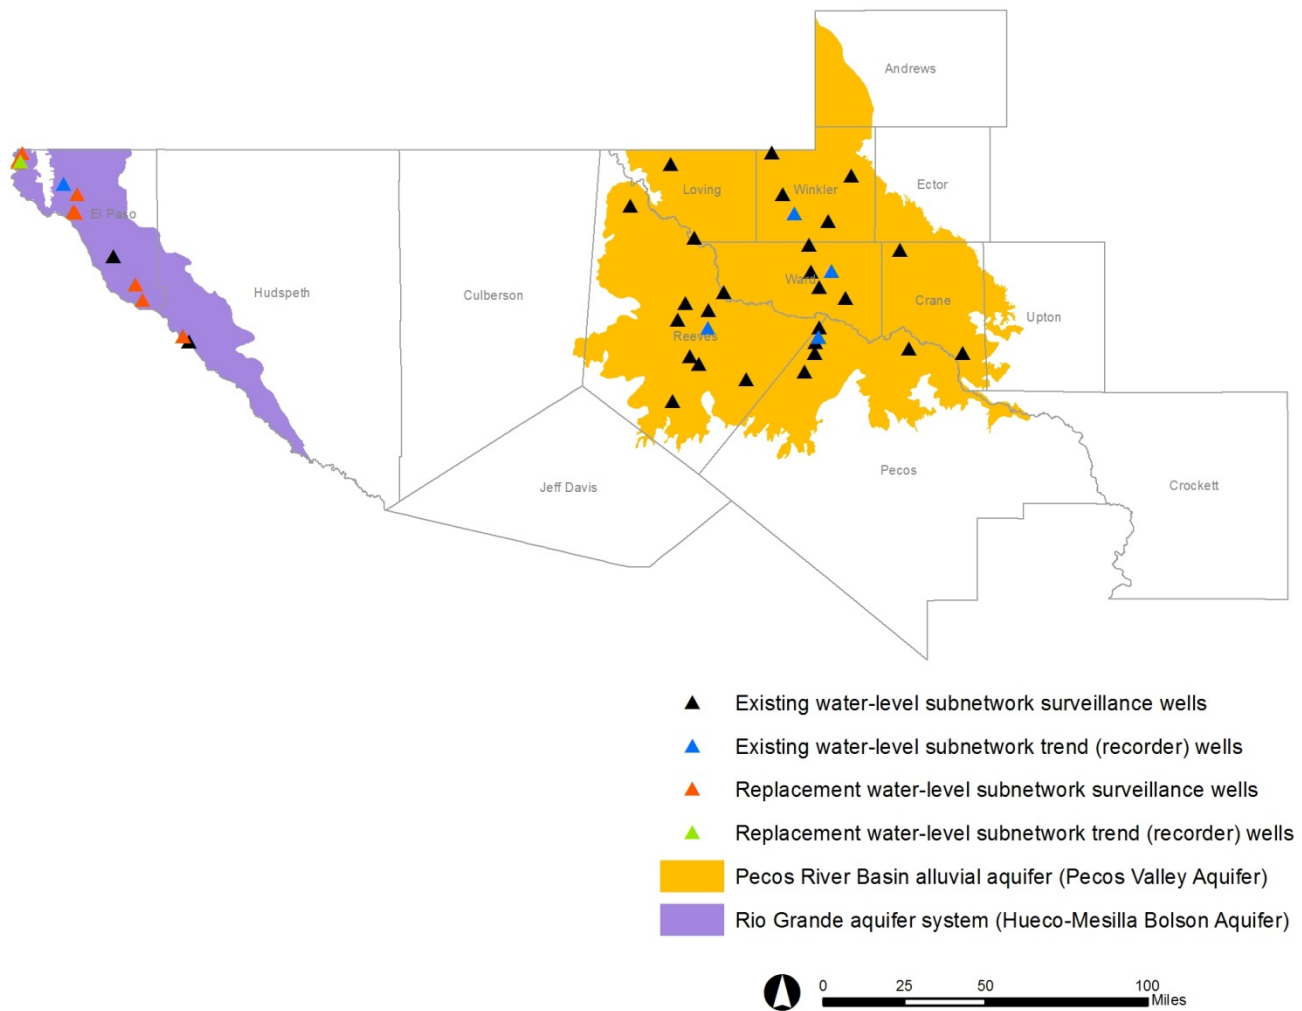 Andrews
Loving
Winkler
Ector
El Paso
Hudspeth
Culberson
Ward
Crane
Upton
Reeves
Pecos
Jeff Davis
Crockett
Existing water-level subnetwork surveillance wells
Existing water-level subnetwork trend (recorder) wells
Replacement water-level subnetwork surveillance wells
Replacement water-level subnetwork trend (recorder) wells
Pecos River Basin alluvial aquifer (Pecos Valley Aquifer)
Rio Grande aquifer system (Hueco-Mesilla Bolson Aquifer)
0 25 50 100
Miles